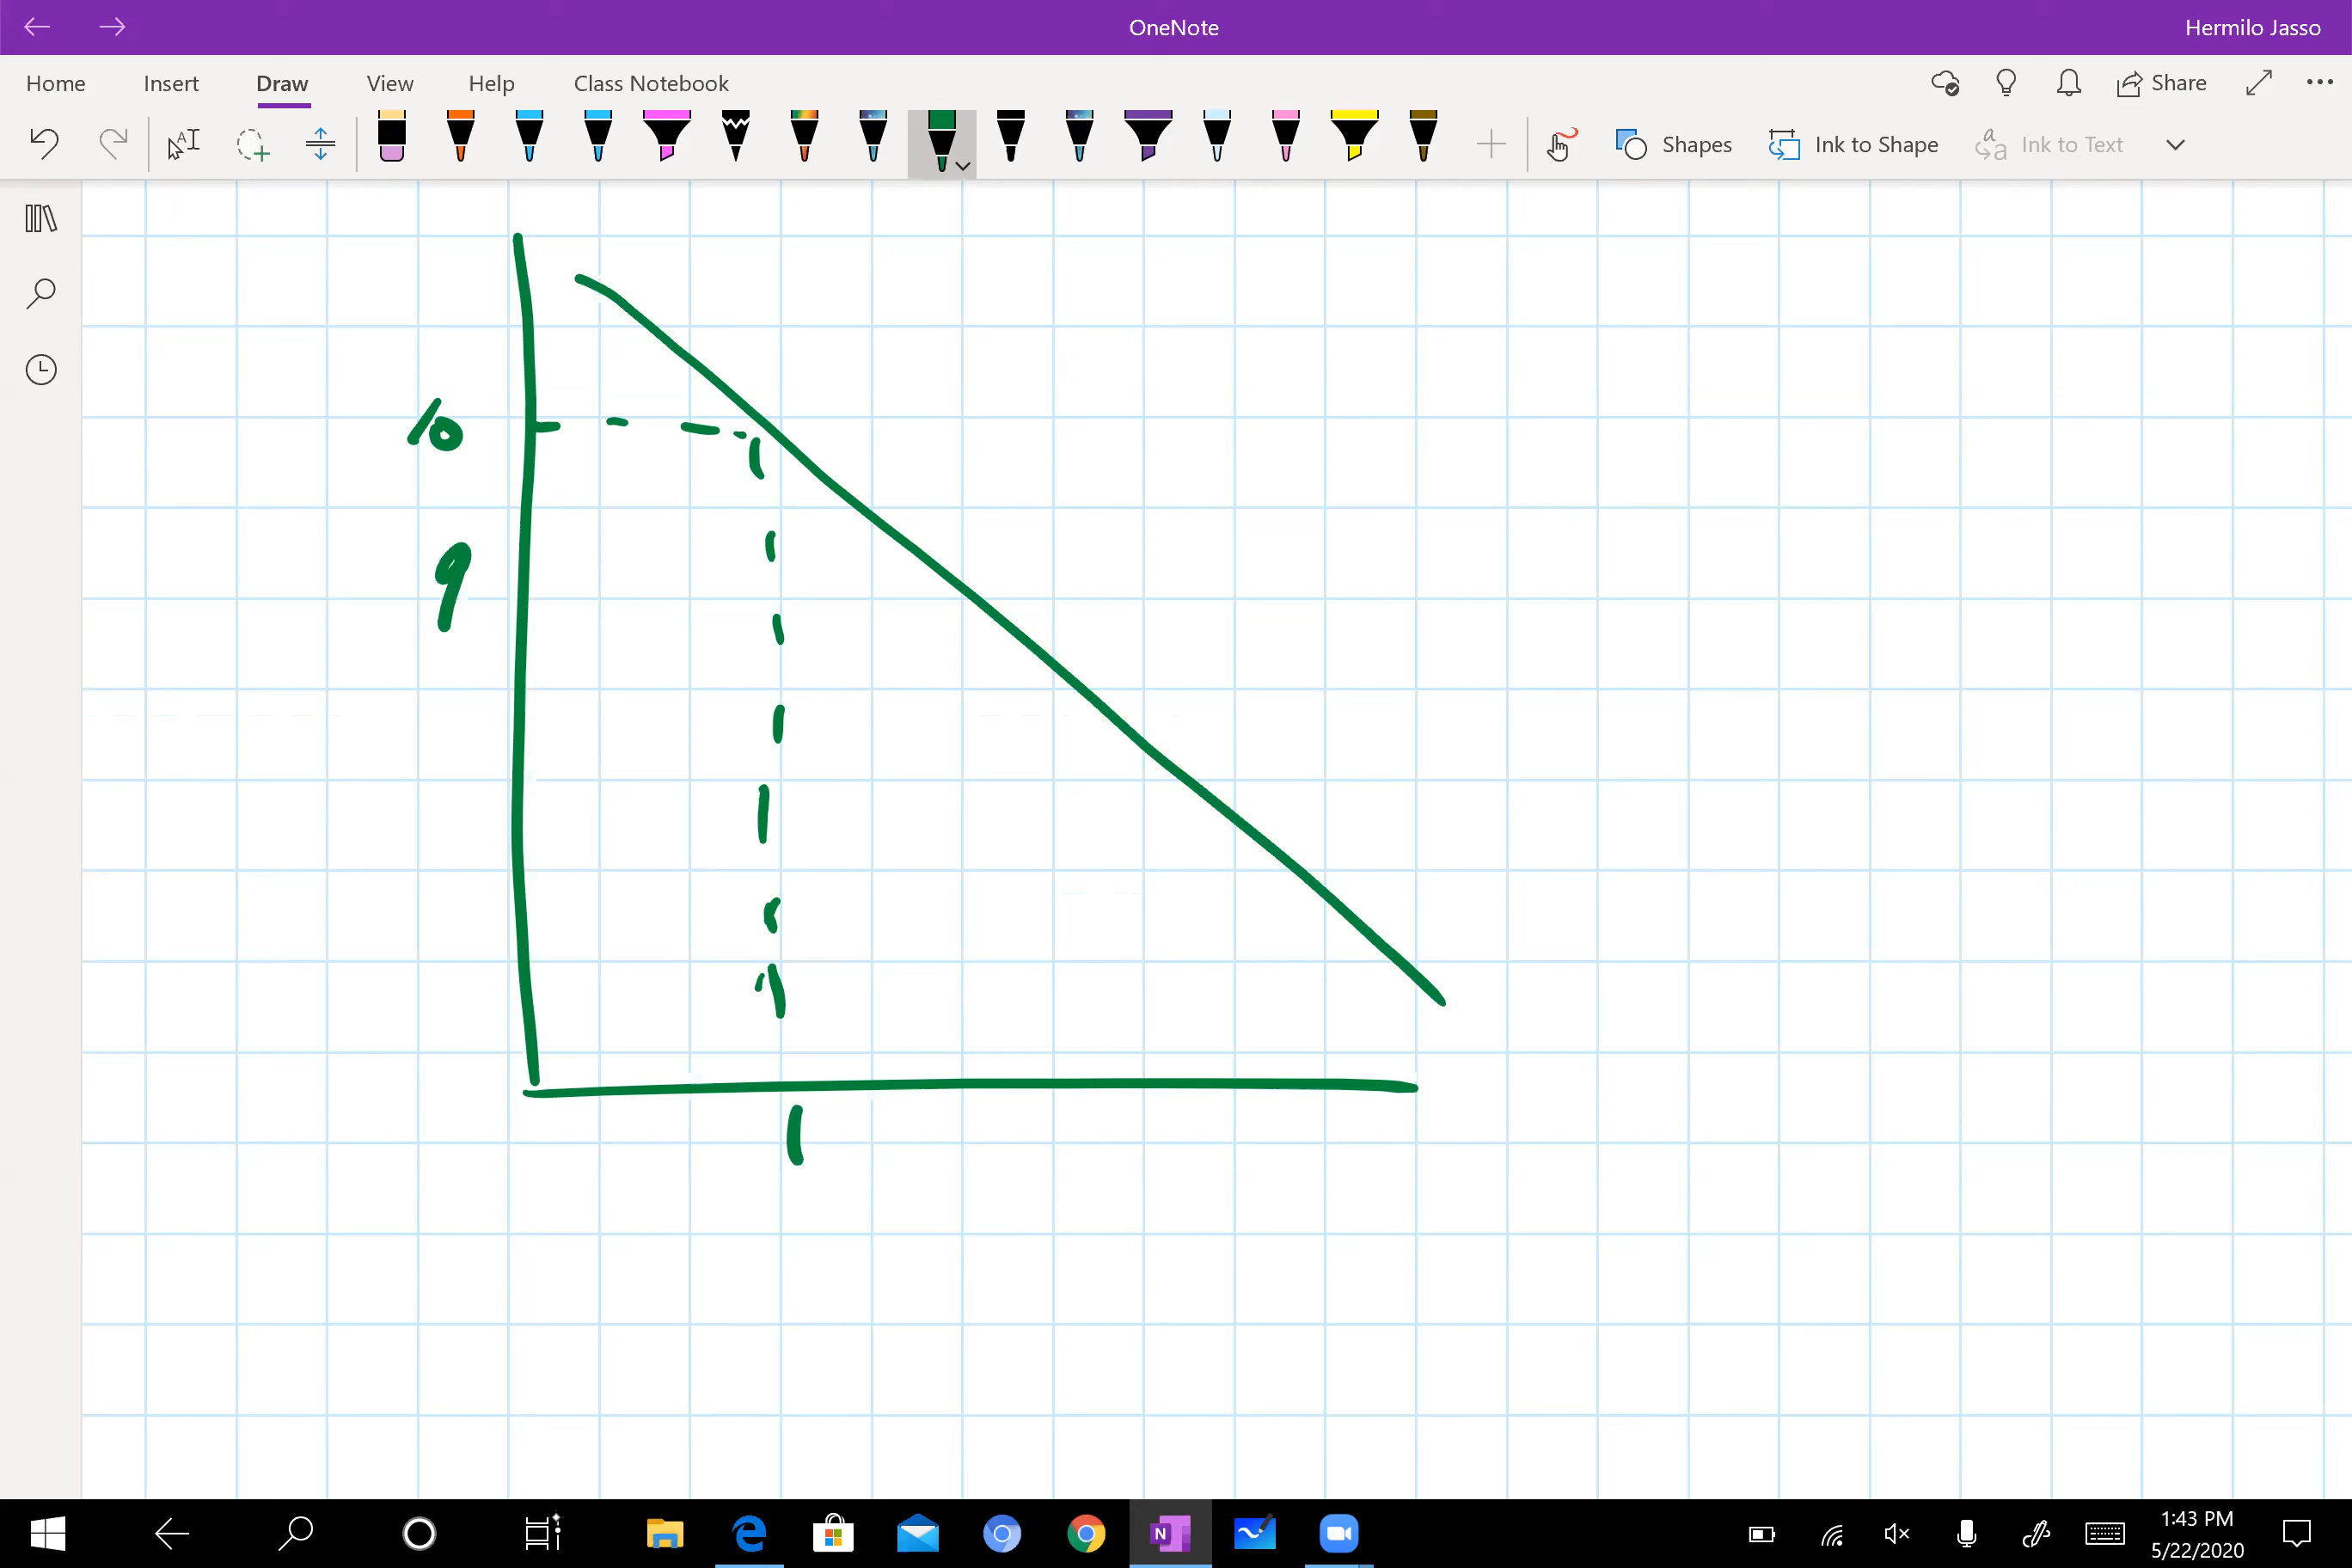 OneNote
Hermilo Jasso
Home Insert Draw View Help Class Notebook Share
Shapes Ink to Shape Ink to Text
10
9
1
1:43 PM
5/22/2020